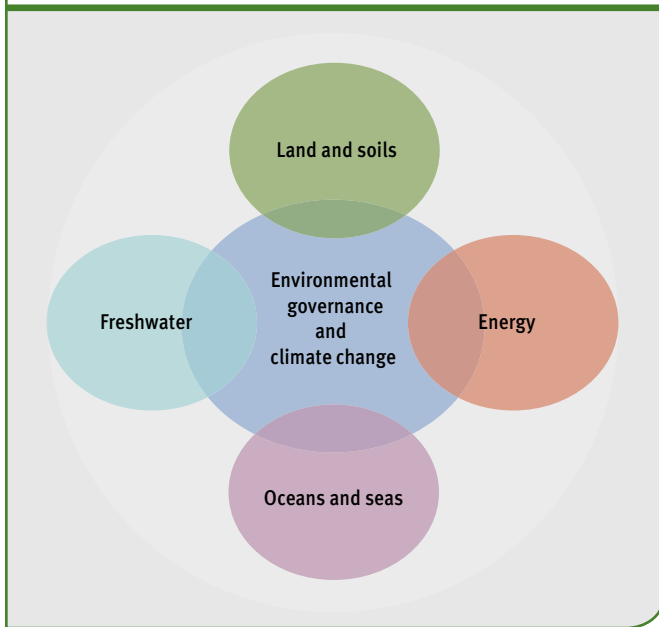 Land and soils
Environmental
governance
and
climate change
Freshwater
Energy
Oceans and seas